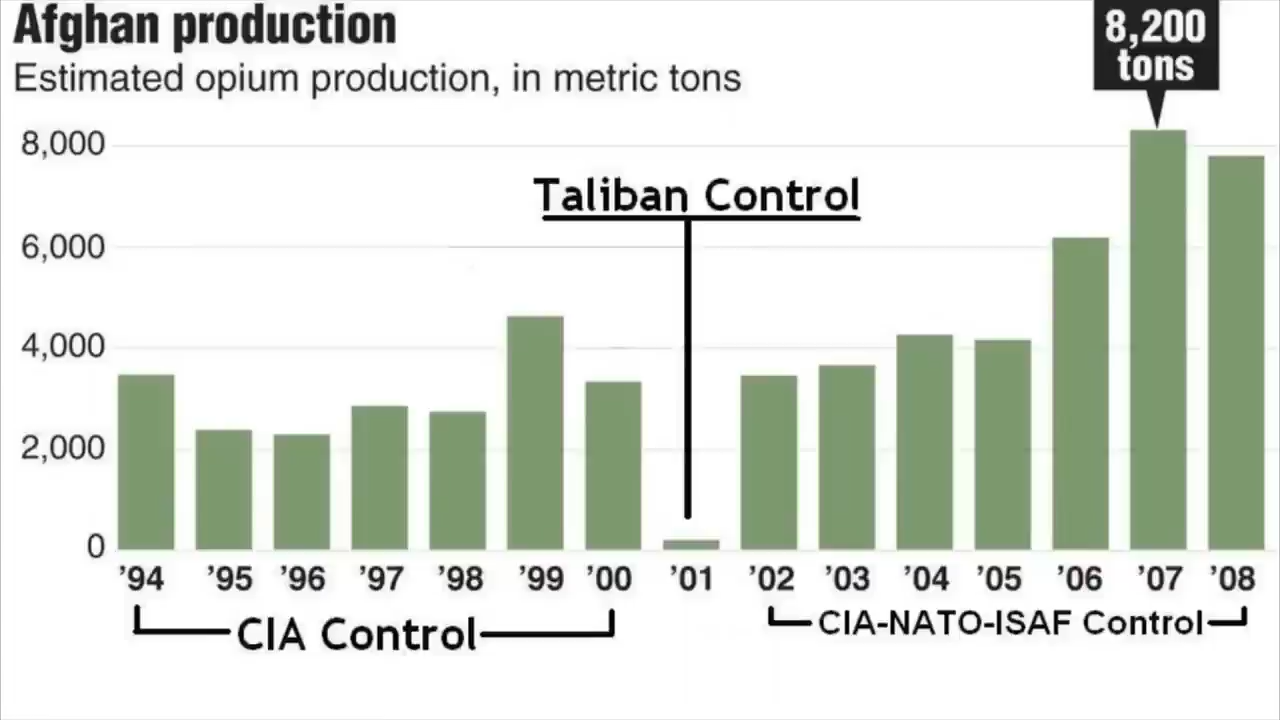 Afghan production
Estimated opium production, in metric tons
8,200
tons
8,000
6,000
4,000
2,000
0
Taliban Control
'94 '95 '96 '97 '98 '99 '00 '01 '02 '03 '04 '05 '06 '07 '08
CIA Control
CIA-NATO-ISAF Control